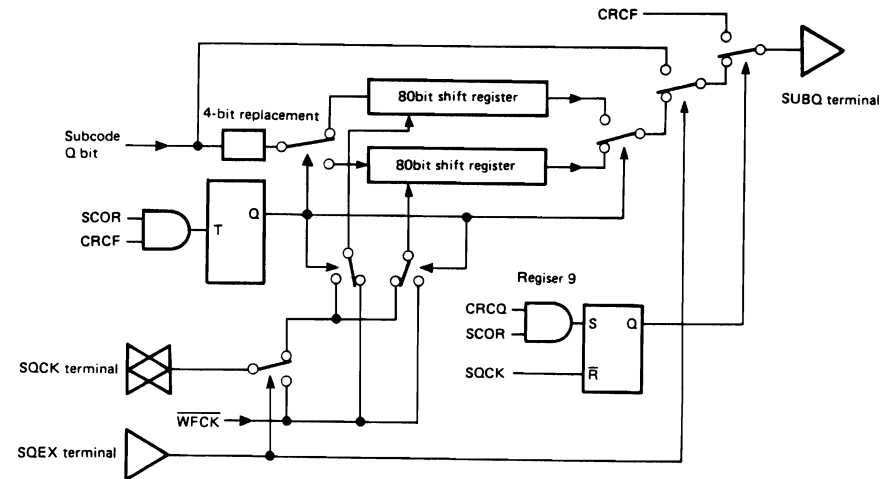 CRCF
SUBQ terminal
80bit shift register
4-bit replacement
Subcode
Q bit
80bit shift register
SCOR
CRCF
T
Q
Regiser 9
CRCQ
SCOR
S
Q
SQCK
R
SQCK terminal
WFCK
SQEX terminal